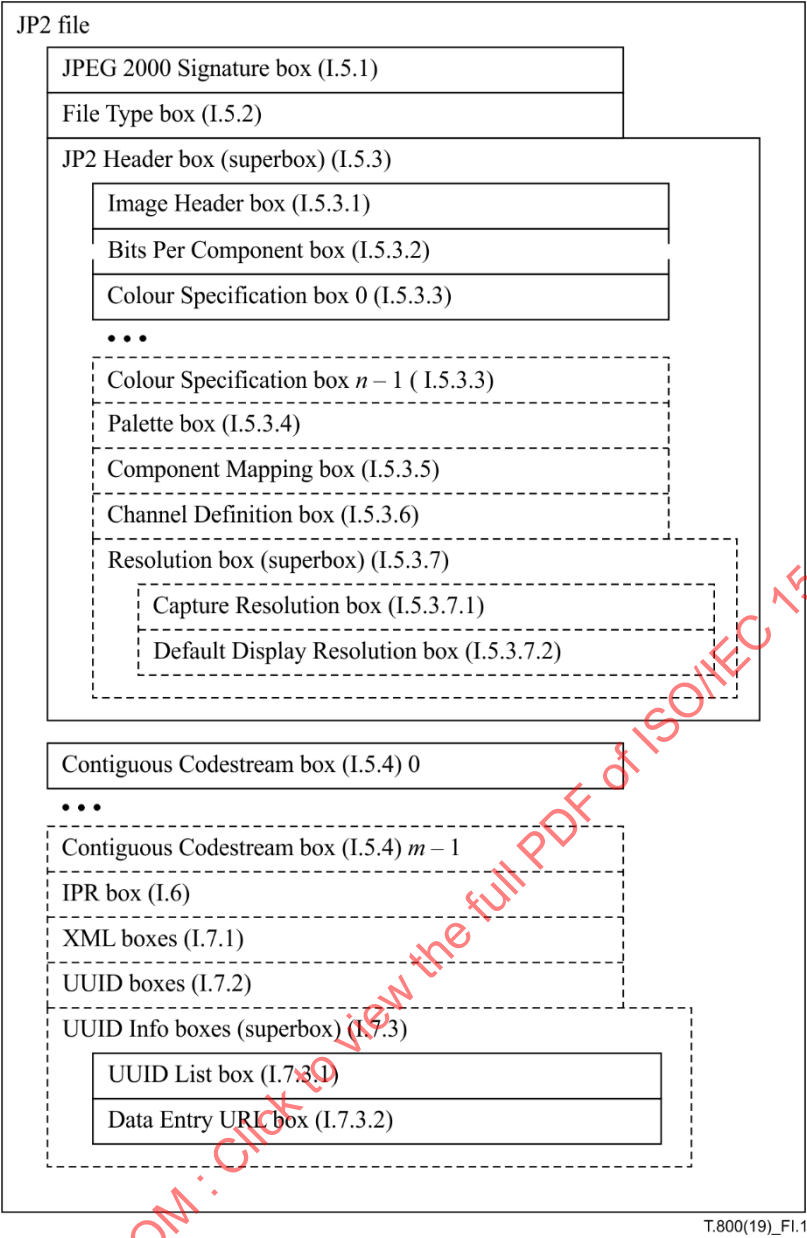 JP2 file
JPEG 2000 Signature box (I.5.1)
File Type box (I.5.2)
JP2 Header box (superbox) (I.5.3)
Image Header box (I.5.3.1)
Bits Per Component box (I.5.3.2)
Colour Specification box 0 (I.5.3.3)
• • •
Colour Specification box n – 1 ( I.5.3.3)
Palette box (I.5.3.4)
Component Mapping box (I.5.3.5)
Channel Definition box (I.5.3.6)
Resolution box (superbox) (I.5.3.7)
Capture Resolution box (I.5.3.7.1)
Default Display Resolution box (I.5.3.7.2)
Contiguous Codestream box (I.5.4) 0
• • •
Contiguous Codestream box (I.5.4) m – 1
IPR box (I.6)
XML boxes (I.7.1)
UUID boxes (I.7.2)
UUID Info boxes (superbox) (I.7.3)
UUID List box (I.7.3.1)
Data Entry URL box (I.7.3.2)
T.800(19)_FI.1
OM : Click to view the full PDF of ISO/IEC 15